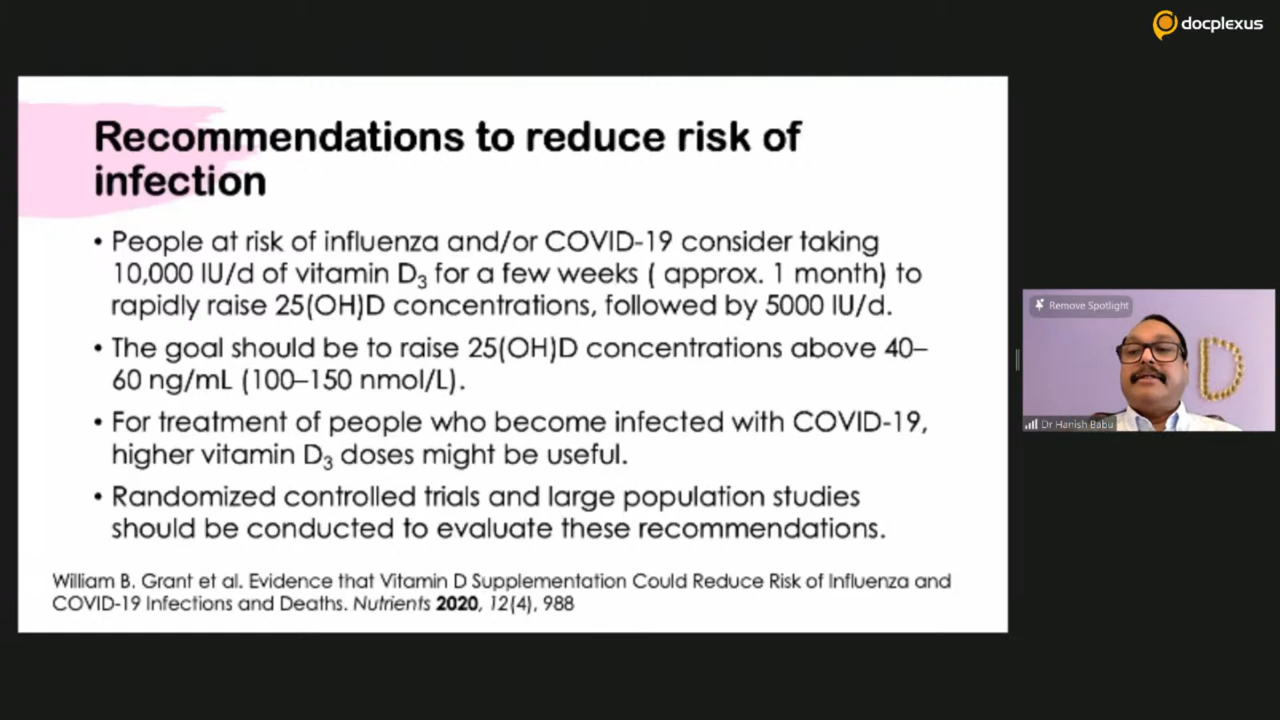 docplexus
Recommendations to reduce risk of
infection
• People at risk of influenza and/or COVID-19 consider taking
10,000 IU/d of vitamin D₃ for a few weeks ( approx. 1 month) to
rapidly raise 25(OH)D concentrations, followed by 5000 IU/d.
• The goal should be to raise 25(OH)D concentrations above 40–
60 ng/mL (100–150 nmol/L).
• For treatment of people who become infected with COVID-19,
higher vitamin D₃ doses might be useful.
• Randomized controlled trials and large population studies
should be conducted to evaluate these recommendations.
William B. Grant et al. Evidence that Vitamin D Supplementation Could Reduce Risk of Influenza and
COVID-19 Infections and Deaths. Nutrients 2020, 12(4), 988
Remove Spotlight
D
Dr Hanish Babu